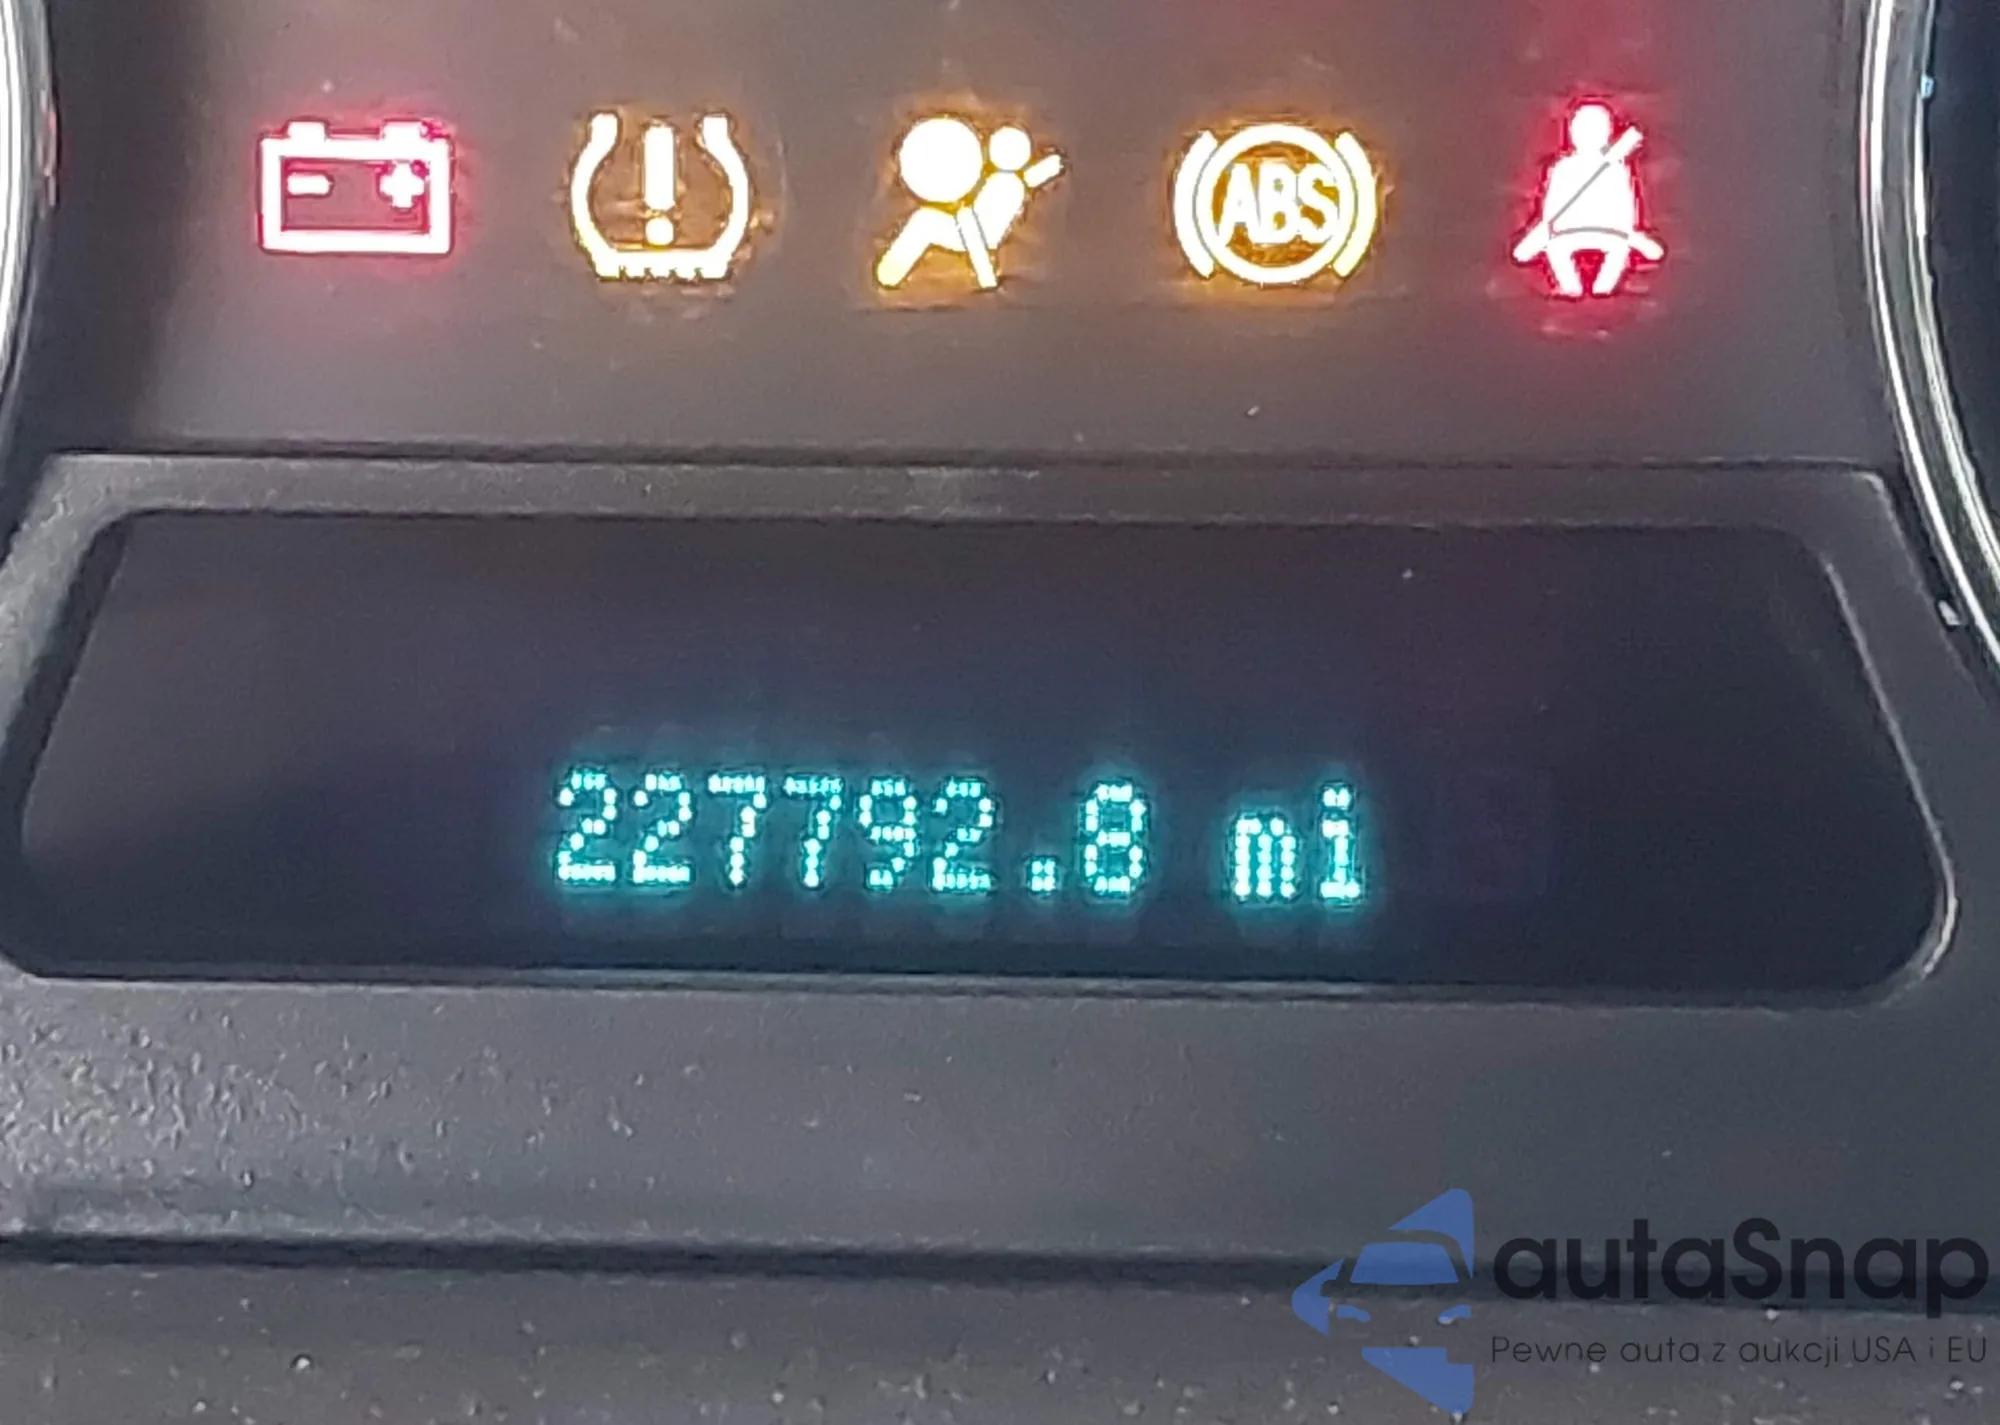 ABS
227792.8 mi
autaSnap
Pewne auta z aukcji USA i EU